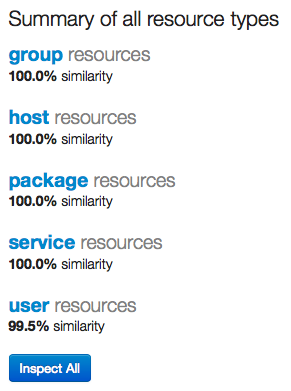 Summary of all resource types
group resources
100.0% similarity
host resources
100.0% similarity
package resources
100.0% similarity
service resources
100.0% similarity
user resources
99.5% similarity
Inspect All